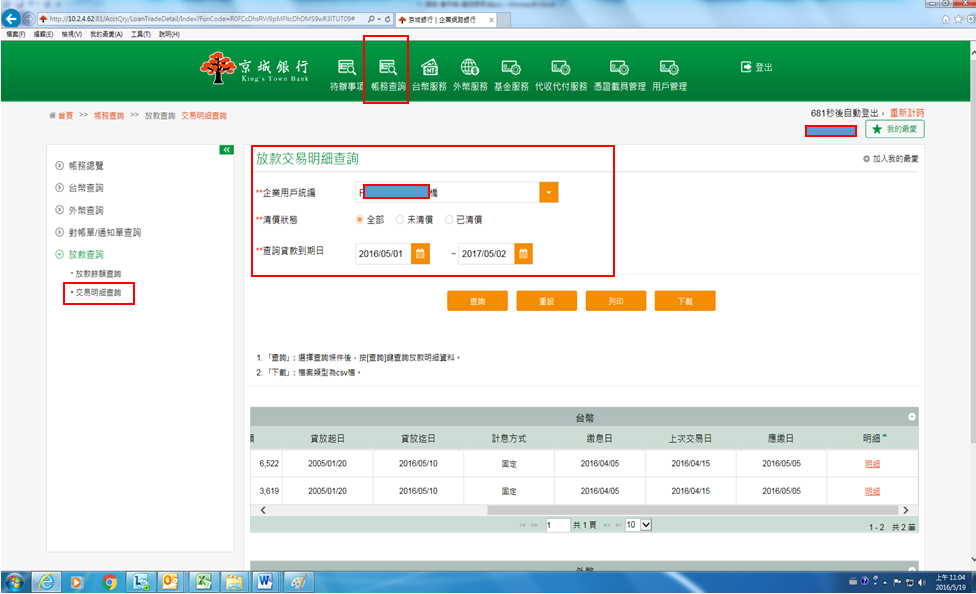 http://10.2.4.62:81/AcctQry/LoanTradeDetail/Index?FunCode=
京城銀行 | 企業網路銀行
檔案(F) 編輯(E) 檢視(V) 我的最愛(A) 工具(T) 說明(H)
京城銀行
King's Town Bank
待辦事項 帳務查詢 台幣服務 外幣服務 基金服務 代收代付服務 憑證載具管理 用戶管理
登出
首頁 >> 帳務查詢 >> 放款查詢 交易明細查詢
681秒後自動登出， 重新計時
我的最愛
帳務總覽
台幣查詢
外幣查詢
對帳單/通知單查詢
放款查詢
・放款餘額查詢
・交易明細查詢
放款交易明細查詢
加入我的最愛
**企業用戶統編
**清償狀態 全部 未清償 已清償
**查詢貸款到期日 2016/05/01 ~ 2017/05/02
查詢 重設 列印 下載
1.「查詢」: 選擇查詢條件後，按[查詢]鍵查詢放款明細資料。
2.「下載」: 檔案類型為csv檔。
台幣
貸放起日 貸放迄日 計息方式 繳息日 上次交易日 應繳日 明細
6,522 2005/01/20 2016/05/10 固定 2016/04/05 2016/04/15 2016/05/05 明細
3,619 2005/01/20 2016/05/10 固定 2016/04/05 2016/04/15 2016/05/05 明細
1 共 1 頁 10
1 - 2 共 2 筆
外幣
上午 11:04
2016/5/19